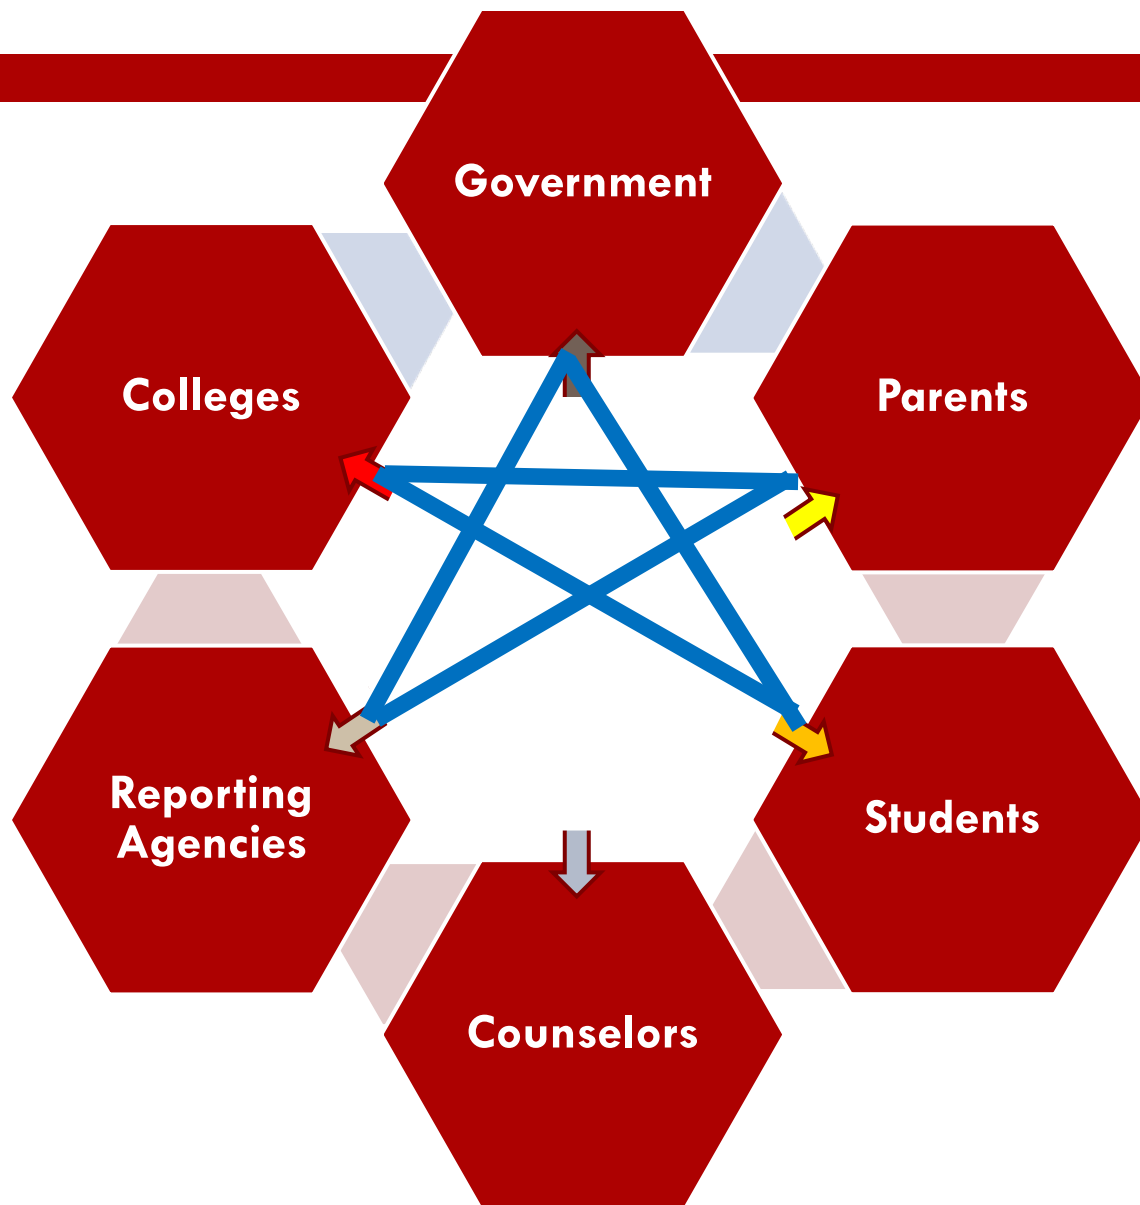 Government
Colleges
Parents
Reporting
Agencies
Students
Counselors